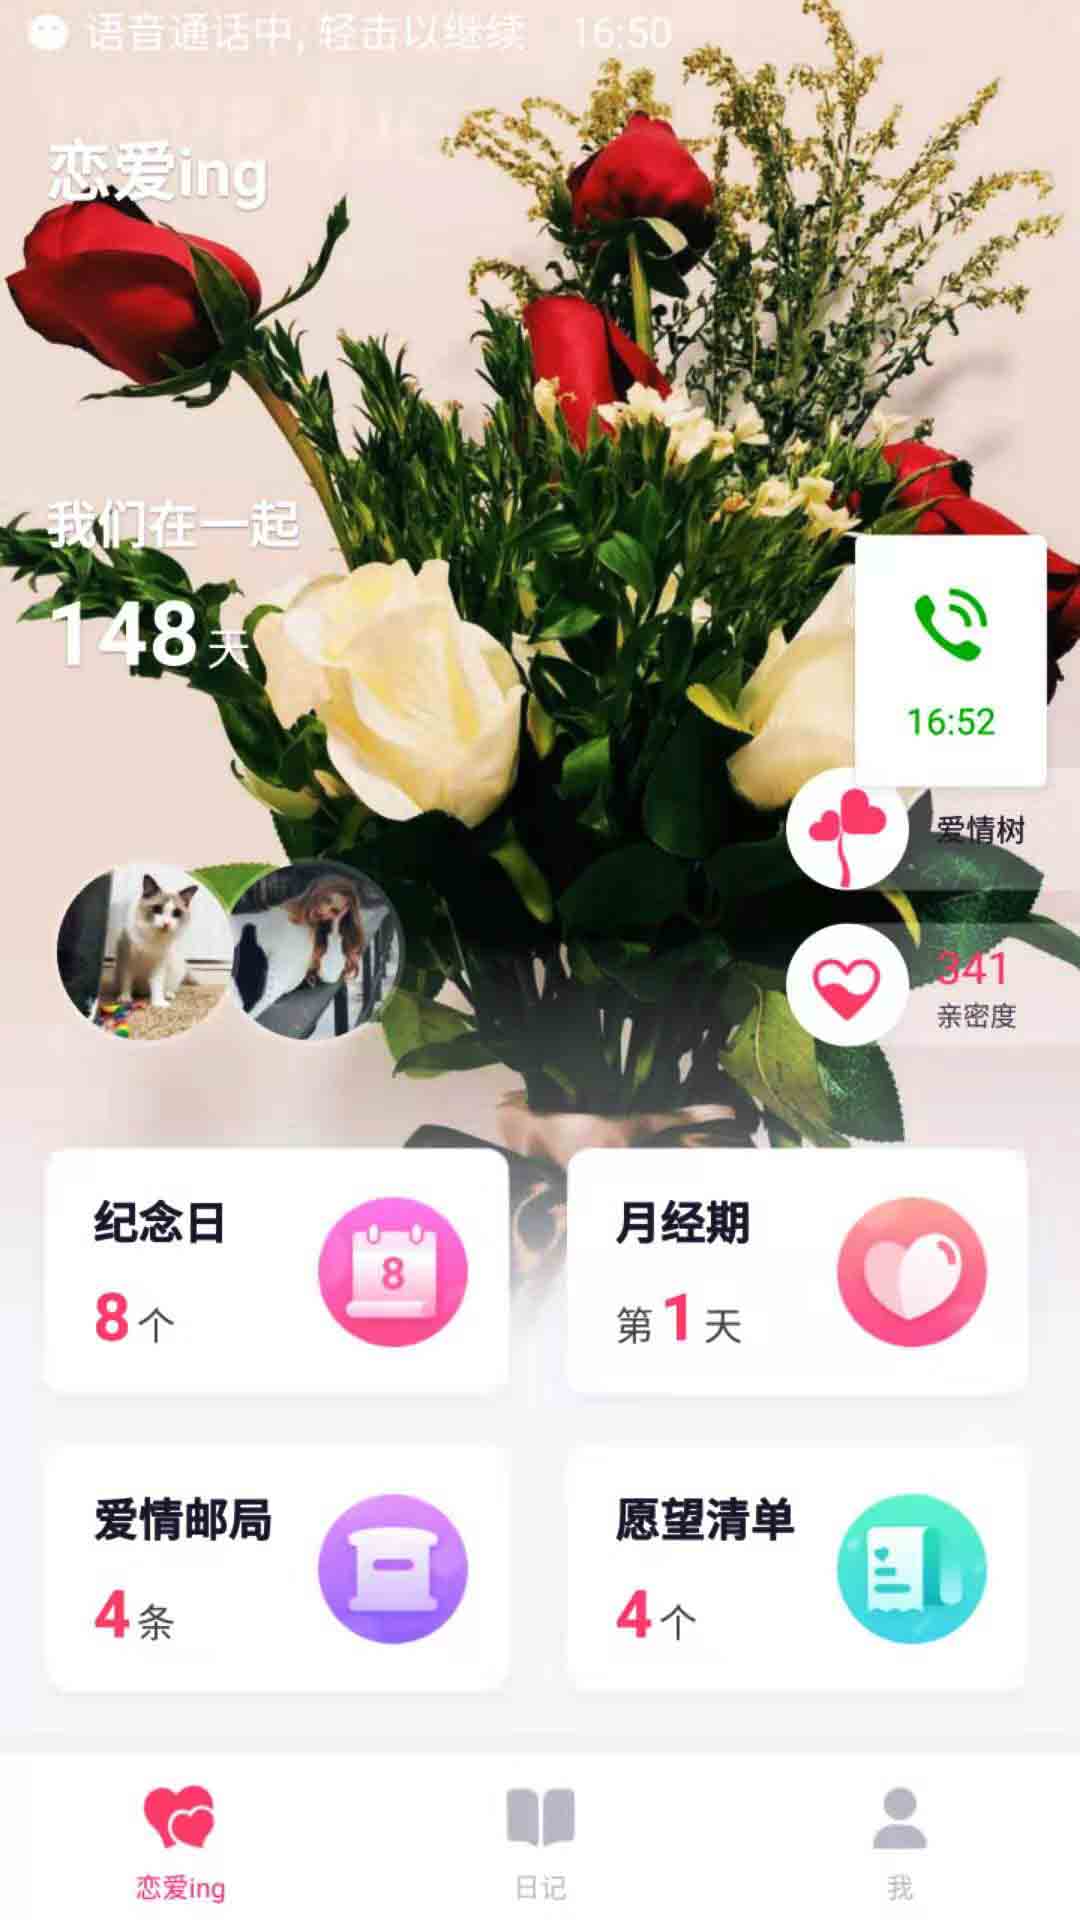 语音通话中, 轻击以继续 16:50
恋爱ing
我们在一起
148天
16:52
爱情树
341
亲密度
纪念日
8个
8
月经期
第1天
爱情邮局
4条
愿望清单
4个
恋爱ing
日记
我